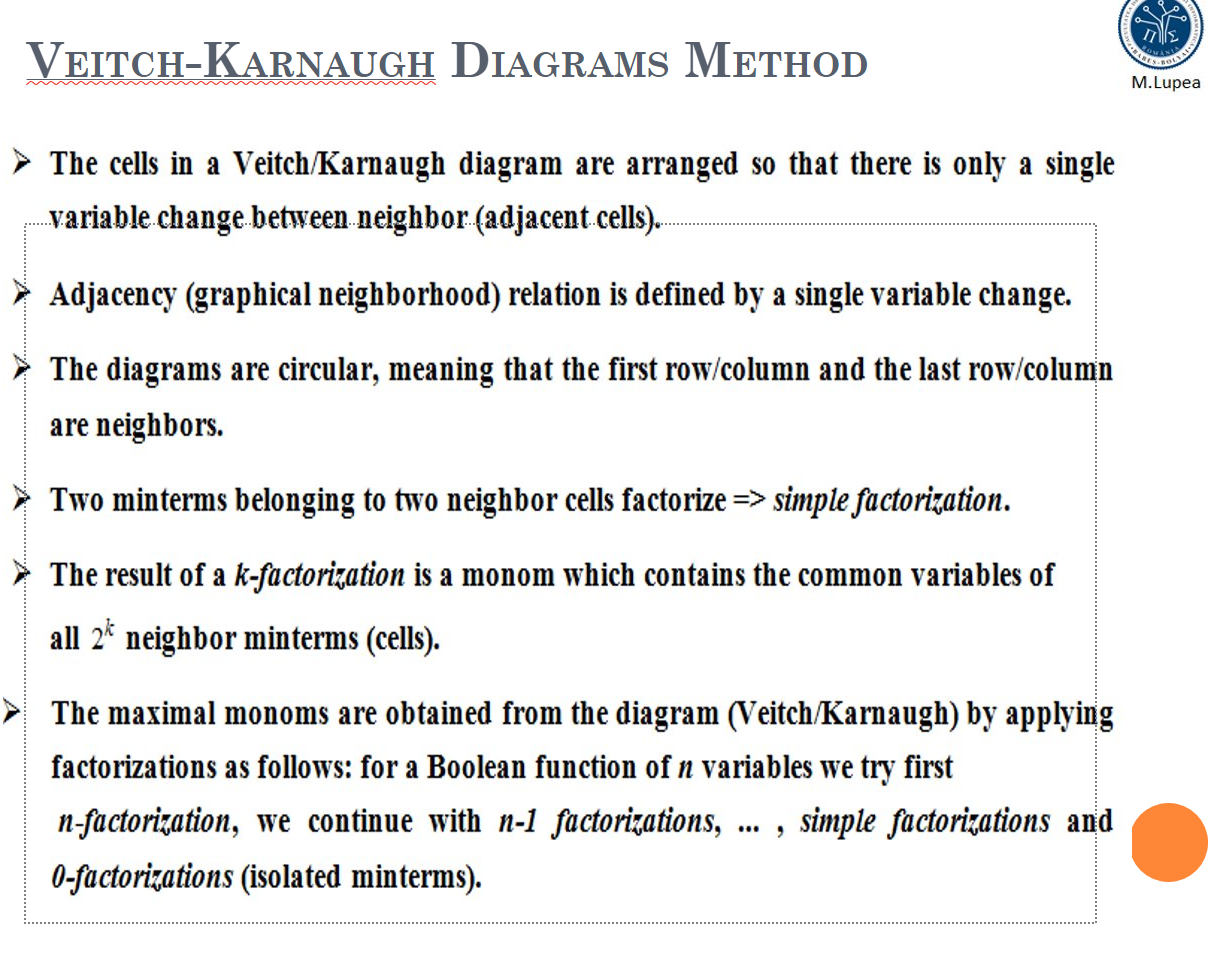 VEITCH-KARNAUGH DIAGRAMS METHOD
ROMÂNIA
M.Lupea
➤ The cells in a Veitch/Karnaugh diagram are arranged so that there is only a single
variable change between neighbor (adjacent cells).
➤ Adjacency (graphical neighborhood) relation is defined by a single variable change.
➤ The diagrams are circular, meaning that the first row/column and the last row/column
are neighbors.
➤ Two minterms belonging to two neighbor cells factorize => simple factorization.
➤ The result of a k-factorization is a monom which contains the common variables of
all 2^k neighbor minterms (cells).
➤ The maximal monoms are obtained from the diagram (Veitch/Karnaugh) by applying
factorizations as follows: for a Boolean function of n variables we try first
n-factorization, we continue with n-1 factorizations, ... , simple factorizations and
0-factorizations (isolated minterms).